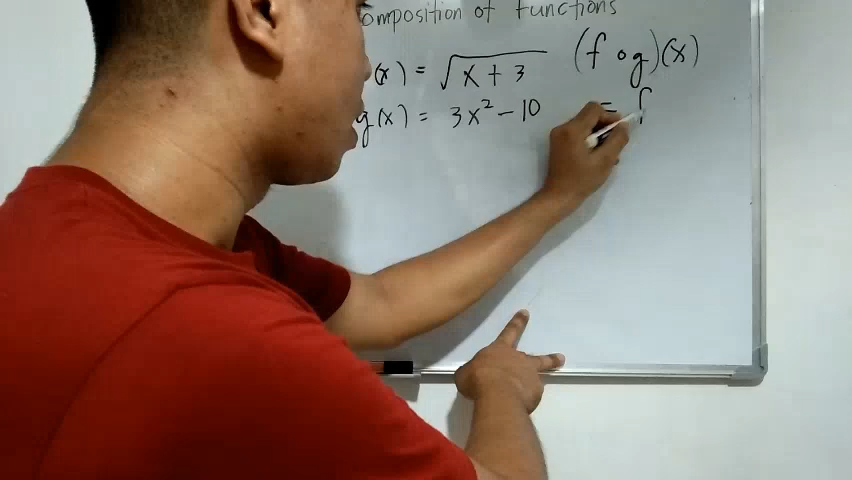 omposition of functions
(x) = √x + 3 (f o g)(x)
g(x) = 3x² - 10 = f